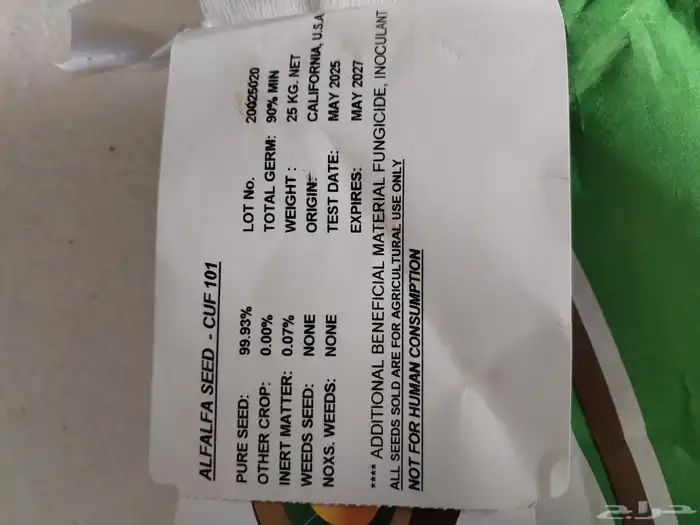 ALFALFA SEED - CUF 101
PURE SEED: 99.93% LOT No. 20025020
OTHER CROP: 0.00% TOTAL GERM: 90% MIN
INERT MATTER: 0.07% WEIGHT : 25 KG. NET
WEEDS SEED: NONE ORIGIN: CALIFORNIA, U.S.A
NOXS. WEEDS: NONE TEST DATE: MAY 2025
EXPIRES: MAY 2027
**** ADDITIONAL BENEFICIAL MATERIAL FUNGICIDE, INOCULANT
ALL SEEDS SOLD ARE FOR AGRICULTURAL USE ONLY
NOT FOR HUMAN CONSUMPTION
حراج